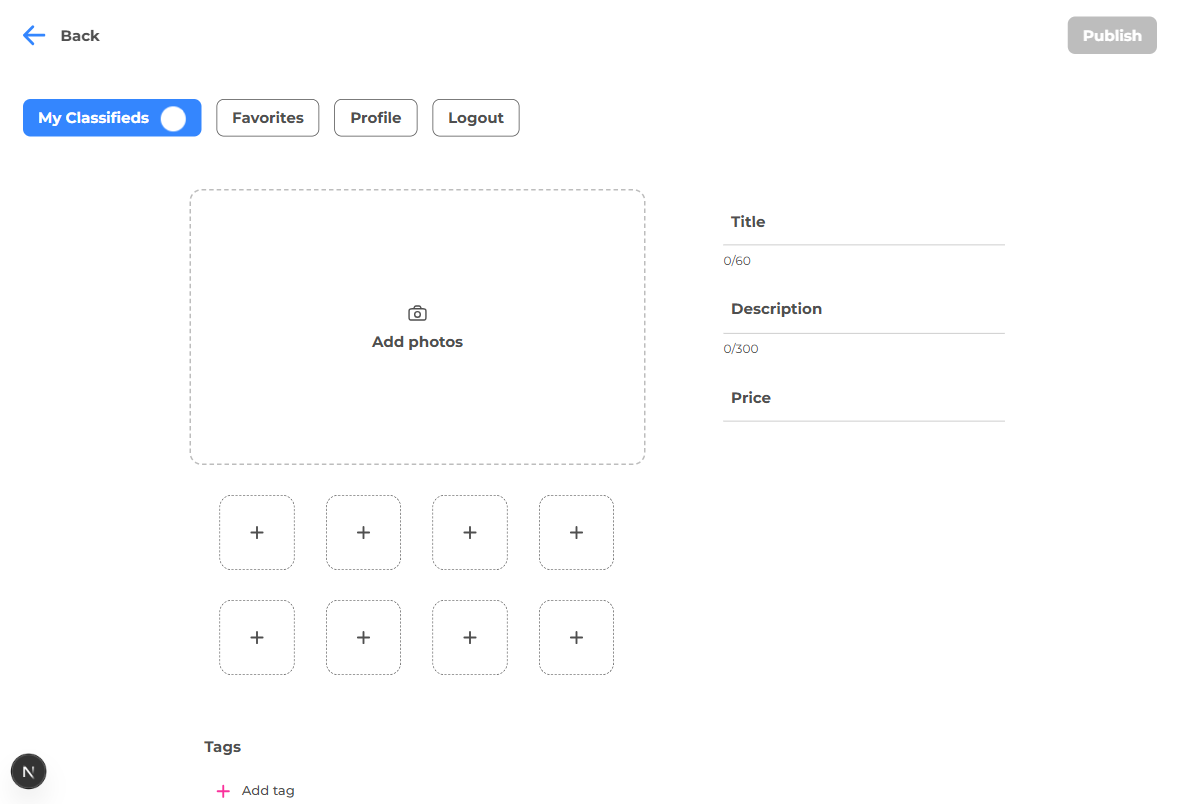 Back
Publish
My Classifieds
Favorites
Profile
Logout
Add photos
Title
0/60
Description
0/300
Price
+ + + +
+ + + +
Tags
+ Add tag
N